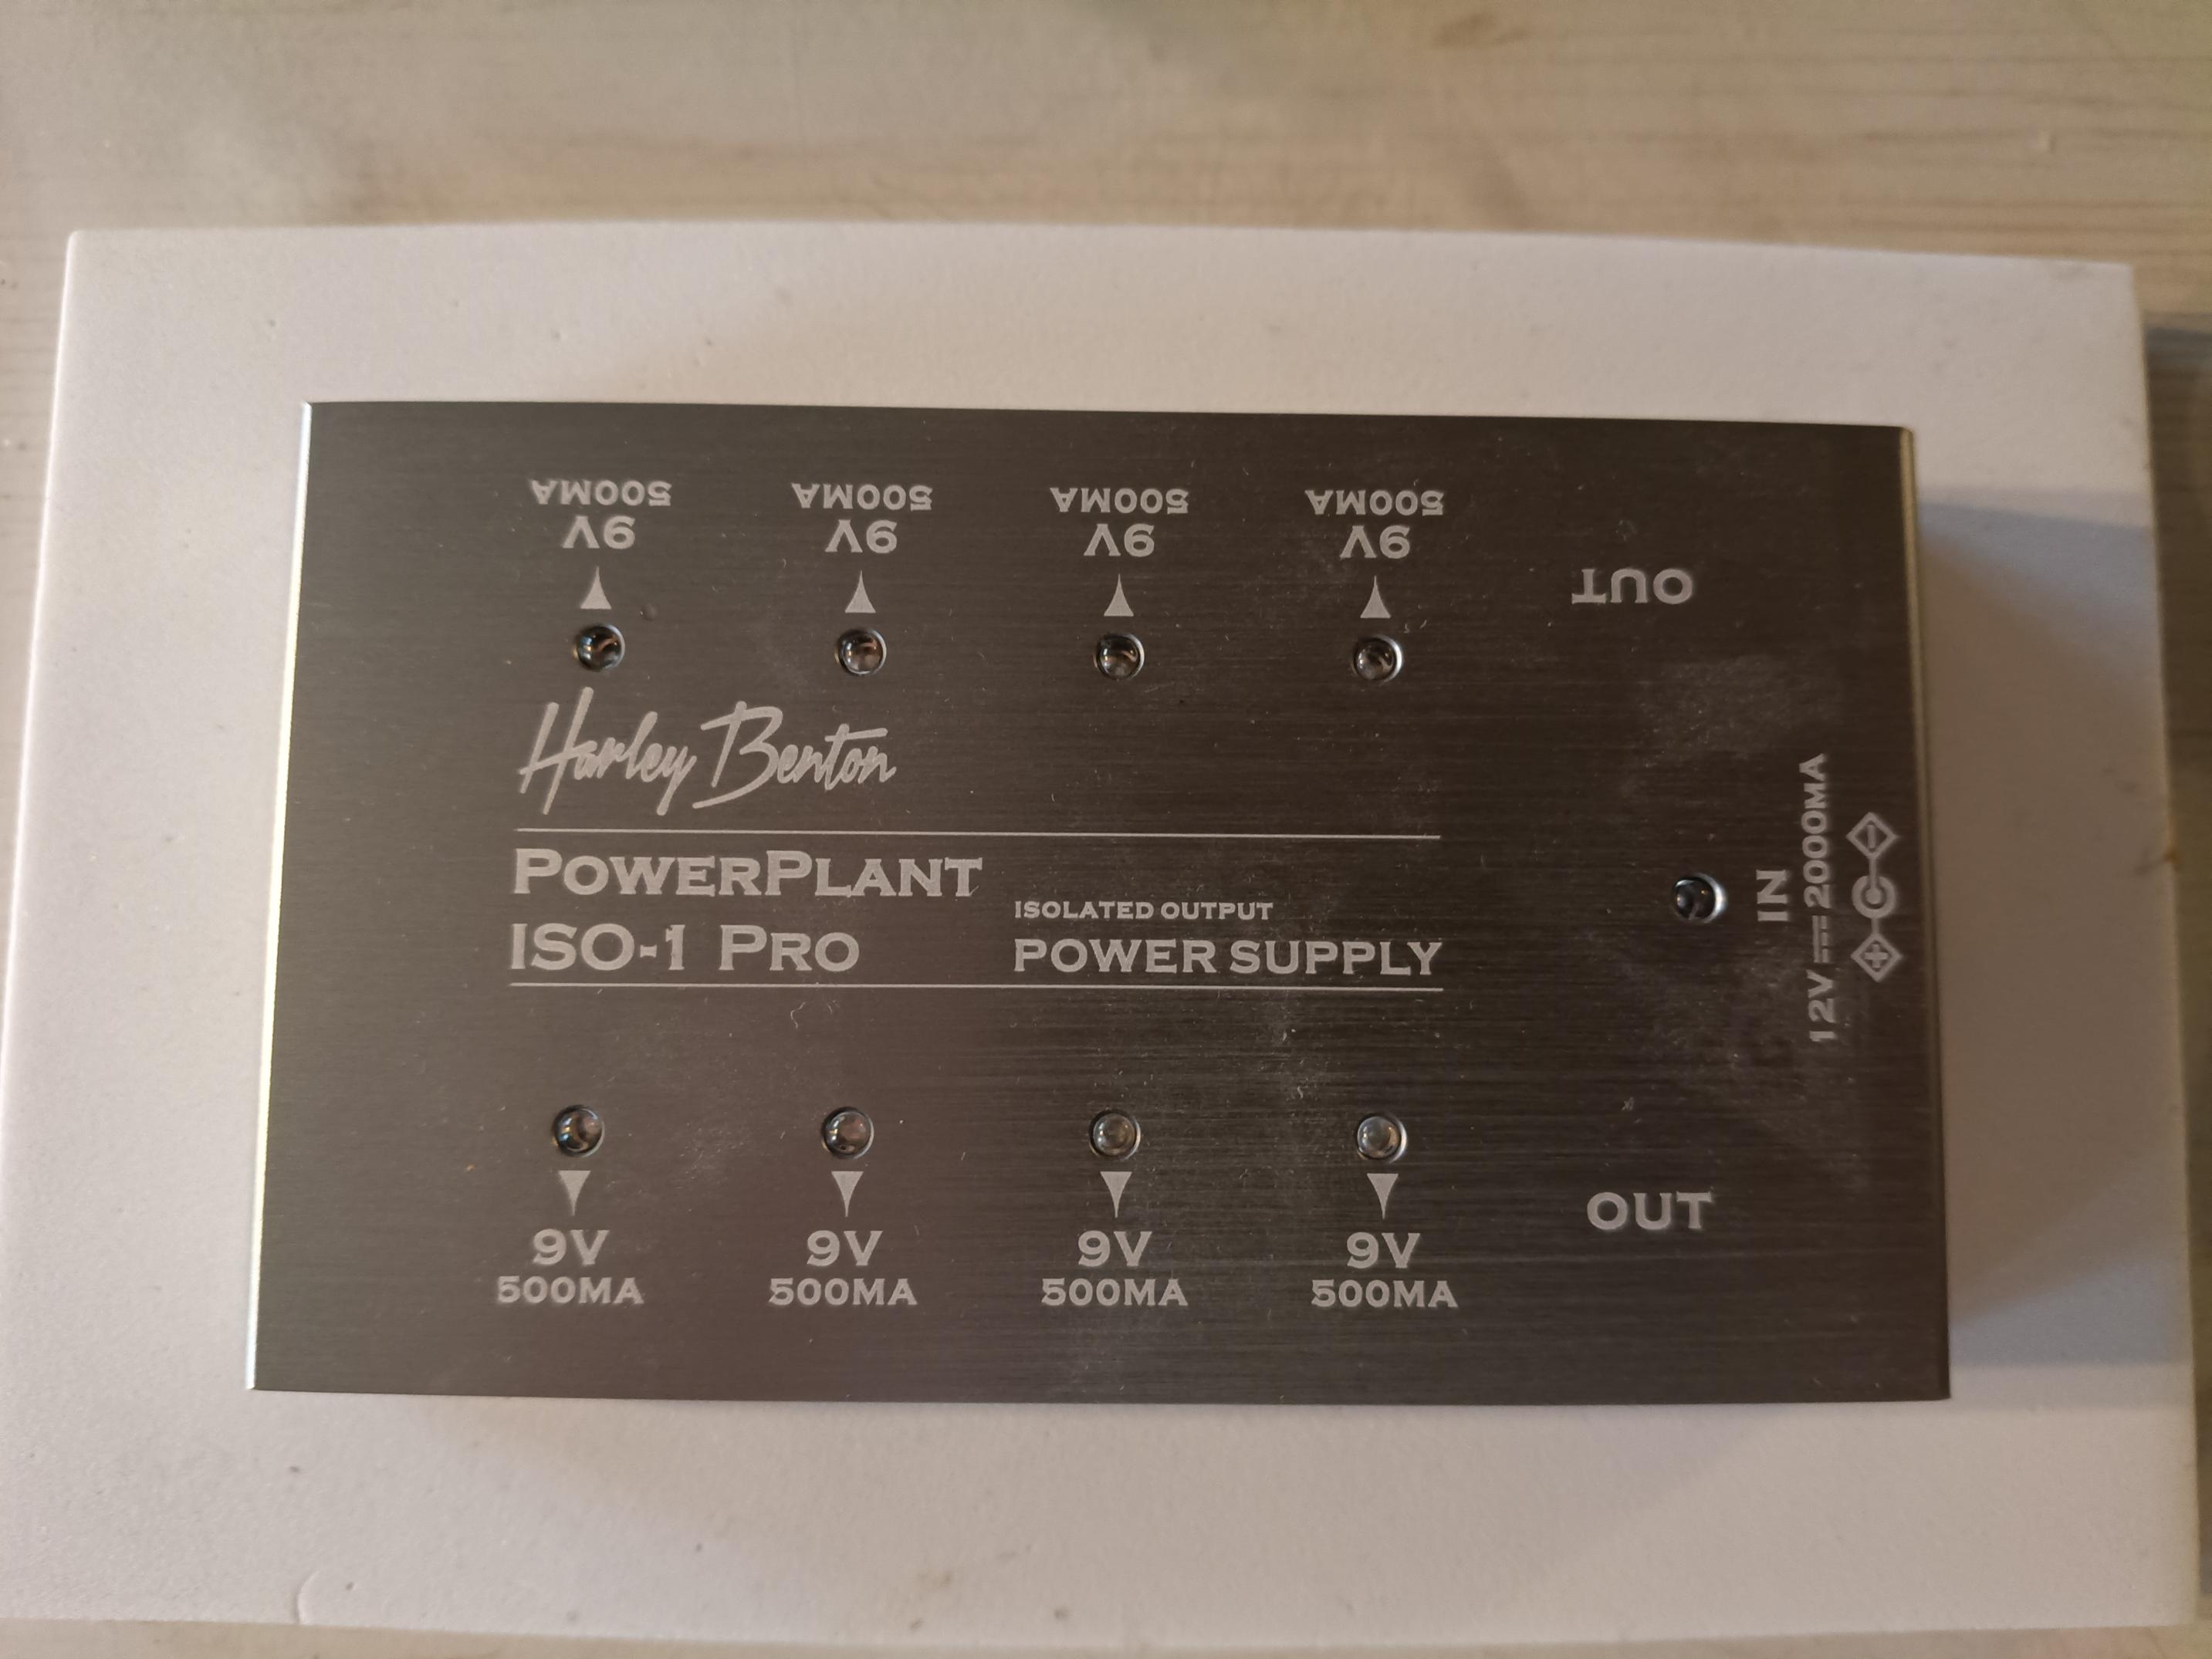 500MA 500MA 500MA 500MA
9V 9V 9V 9V
OUT
Harley Benton
POWERPLANT
ISO-1 PRO
ISOLATED OUTPUT
POWER SUPPLY
IN
12V 2000MA
- +
OUT
9V 9V 9V 9V
500MA 500MA 500MA 500MA